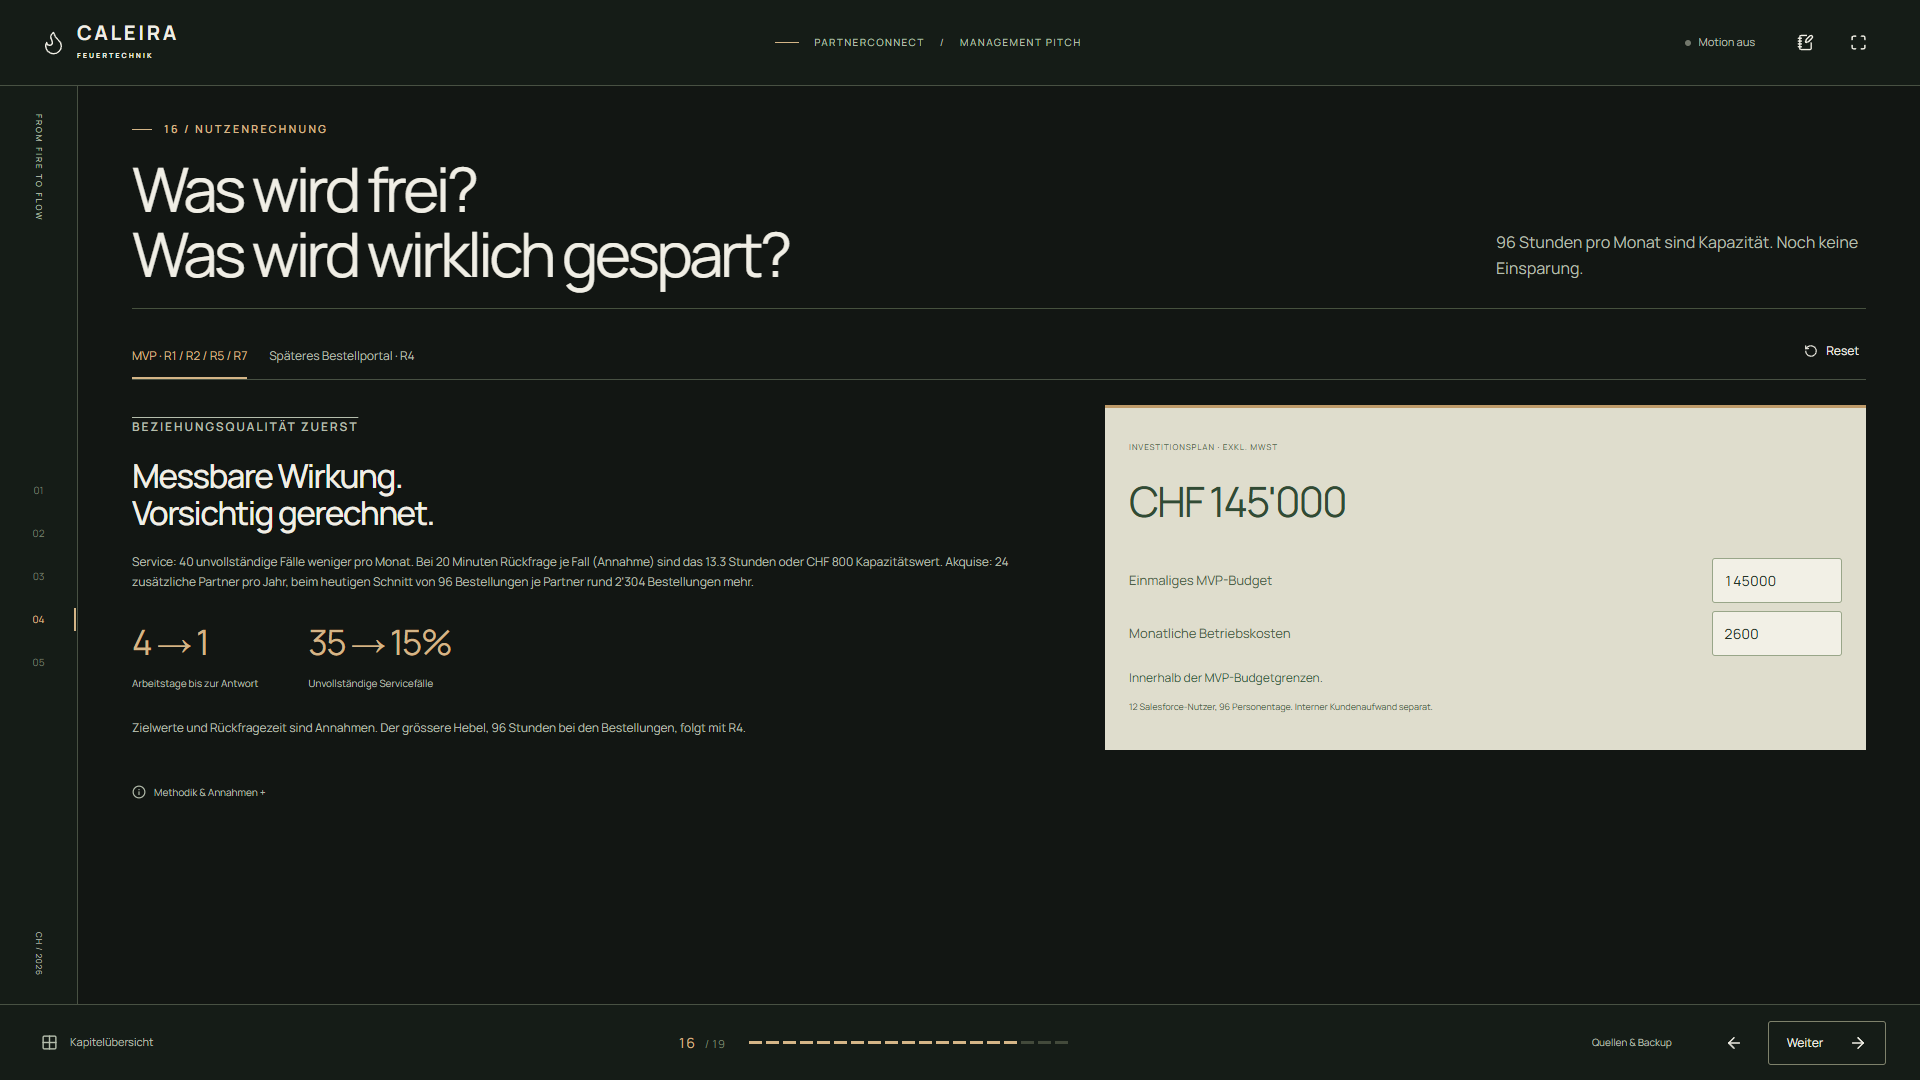 CALEIRA
FEUERTECHNIK
PARTNERCONNECT / MANAGEMENT PITCH
Motion aus
FROM FIRE TO FLOW
01
02
03
04
05
CH / 2026
16 / NUTZENRECHNUNG
Was wird frei?
Was wird wirklich gespart?
96 Stunden pro Monat sind Kapazität. Noch keine
Einsparung.
MVP · R1 / R2 / R5 / R7
Späteres Bestellportal · R4
Reset
BEZIEHUNGSQUALITÄT ZUERST
Messbare Wirkung.
Vorsichtig gerechnet.
Service: 40 unvollständige Fälle weniger pro Monat. Bei 20 Minuten Rückfrage je Fall (Annahme) sind das 13.3 Stunden oder CHF 800 Kapazitätswert. Akquise: 24
zusätzliche Partner pro Jahr, beim heutigen Schnitt von 96 Bestellungen je Partner rund 2'304 Bestellungen mehr.
4→1
Arbeitstage bis zur Antwort
35→15%
Unvollständige Servicefälle
Zielwerte und Rückfragezeit sind Annahmen. Der grössere Hebel, 96 Stunden bei den Bestellungen, folgt mit R4.
Methodik & Annahmen +
INVESTITIONSPLAN · EXKL. MWST
CHF 145'000
Einmaliges MVP-Budget
145000
Monatliche Betriebskosten
2600
Innerhalb der MVP-Budgetgrenzen.
12 Salesforce-Nutzer, 96 Personentage. Interner Kundenaufwand separat.
Kapitelübersicht
16 / 19
Quellen & Backup
Weiter